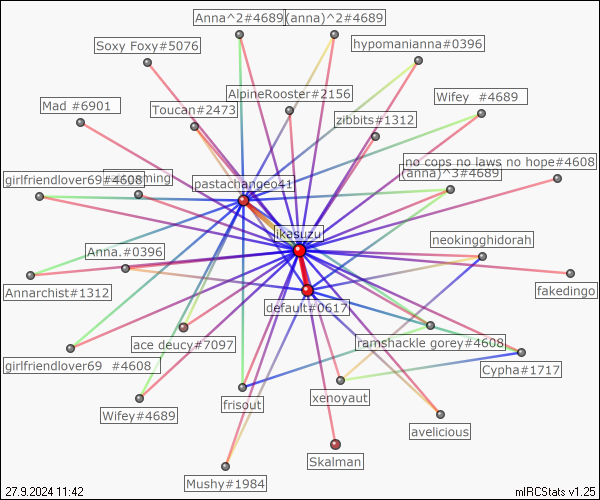 Anna^2#4689
(anna)^2#4689
Soxy Foxy#5076
hypomanianna#0396
AlpineRooster#2156
Wifey  #4689
Mad  #6901
Toucan#2473
zibbits#1312
no cops no laws no hope#4608
girlfriendlover69#4608
(anna)^3#4689
pastachangeo41
ikasuzu
neokingghidorah
Anna.#0396
Annarchist#1312
fakedingo
default#0617
ace deucy#7097
ramshackle gorey#4608
girlfriendlover69  #4608
Cypha#1717
xenoyaut
frisout
Wifey#4689
avelicious
Skalman
Mushy#1984
27.9.2024 11:42
mIRCStats v1.25